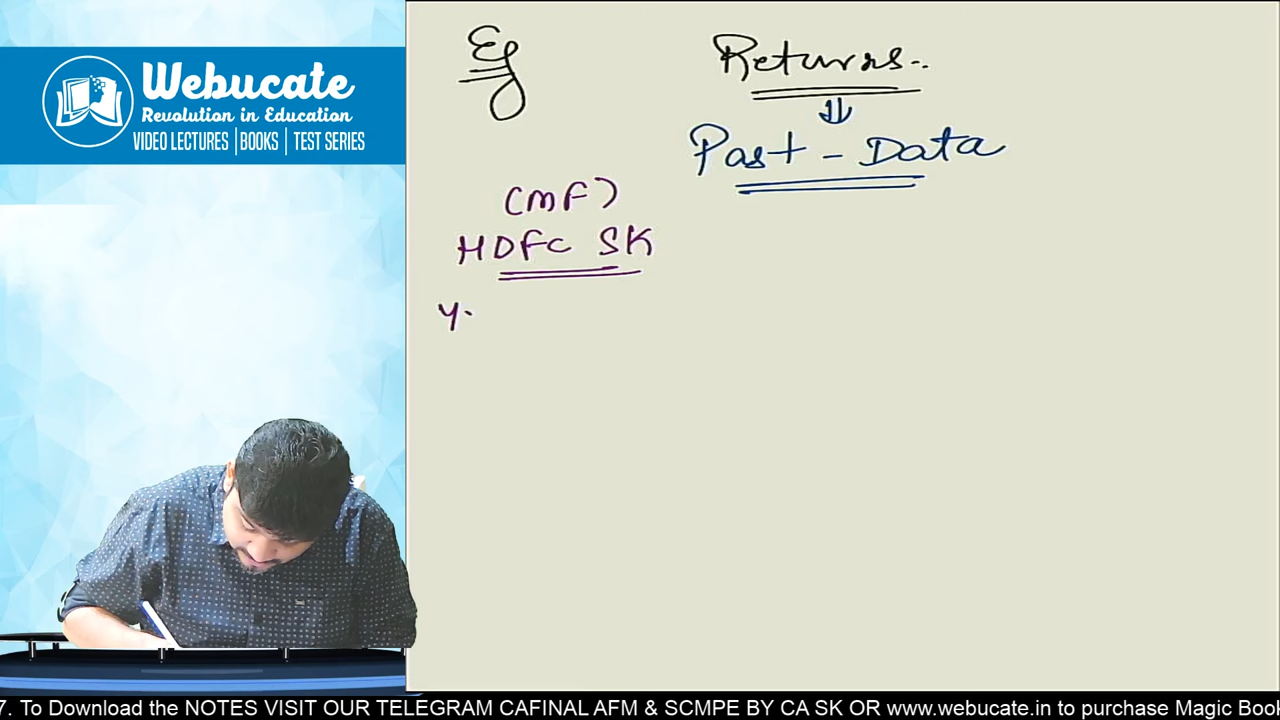 Webucate
Revolution in Education
VIDEO LECTURES | BOOKS | TEST SERIES
Eg
Returns..
⇓
Past - Data
(MF)
HDFC SK
Y.
7. To Download the NOTES VISIT OUR TELEGRAM CAFINAL AFM & SCMPE BY CA SK OR www.webucate.in to purchase Magic Book